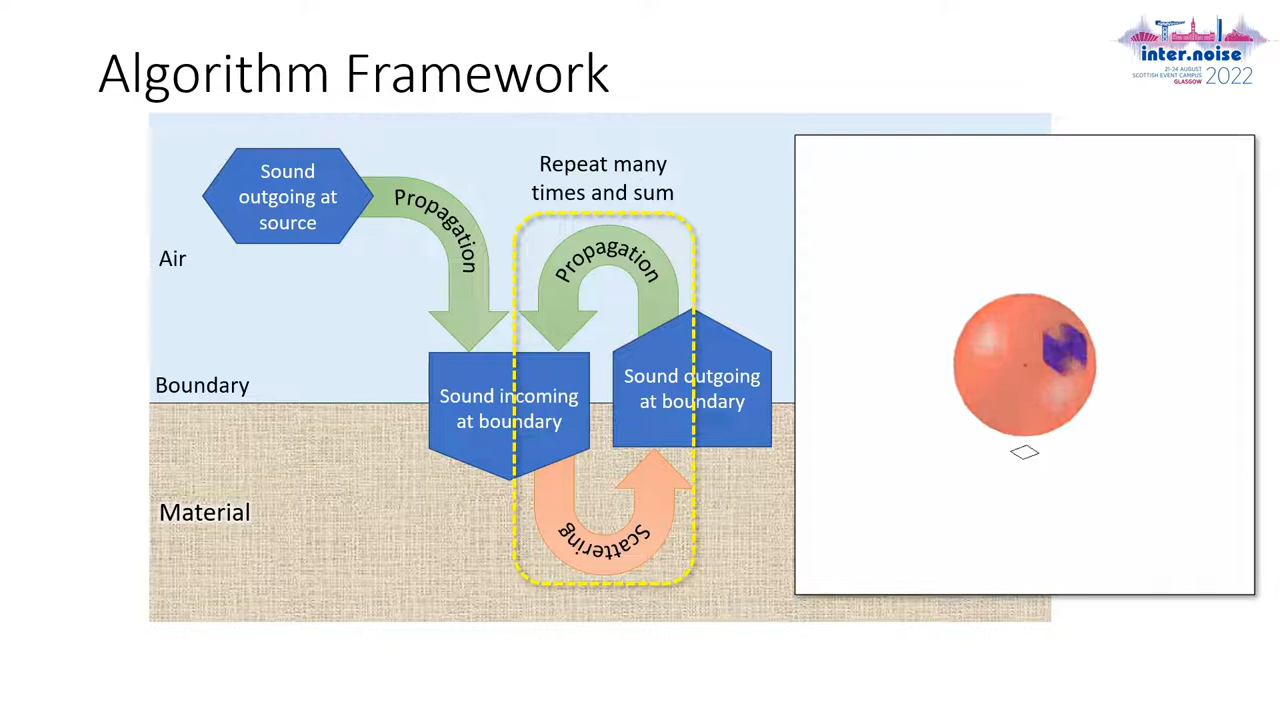 inter.noise
21-24 AUGUST
SCOTTISH EVENT CAMPUS
GLASGOW
2022
Algorithm Framework
Sound
outgoing at
source
Propagation
Repeat many
times and sum
Propagation
Air
Boundary
Sound incoming
at boundary
Sound outgoing
at boundary
Material
Scattering